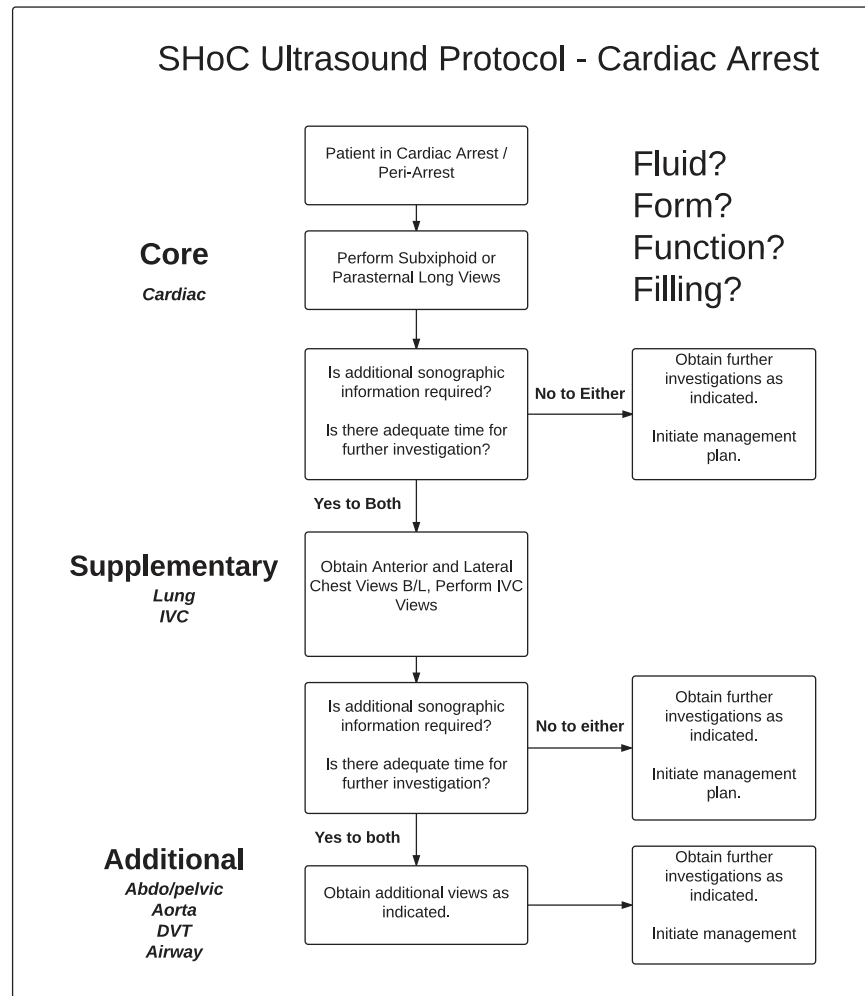 SHoC Ultrasound Protocol - Cardiac Arrest
Patient in Cardiac Arrest /
Peri-Arrest
Fluid?
Form?
Function?
Filling?
Core
Cardiac
Perform Subxiphoid or
Parasternal Long Views
Is additional sonographic
information required?
Is there adequate time for
further investigation?
No to Either
Obtain further
investigations as
indicated.
Initiate management
plan.
Yes to Both
Supplementary
Lung
IVC
Obtain Anterior and Lateral
Chest Views B/L, Perform IVC
Views
Is additional sonographic
information required?
Is there adequate time for
further investigation?
No to either
Obtain further
investigations as
indicated.
Initiate management
plan.
Yes to both
Additional
Abdo/pelvic
Aorta
DVT
Airway
Obtain additional views as
indicated.
Obtain further
investigations as
indicated.
Initiate management